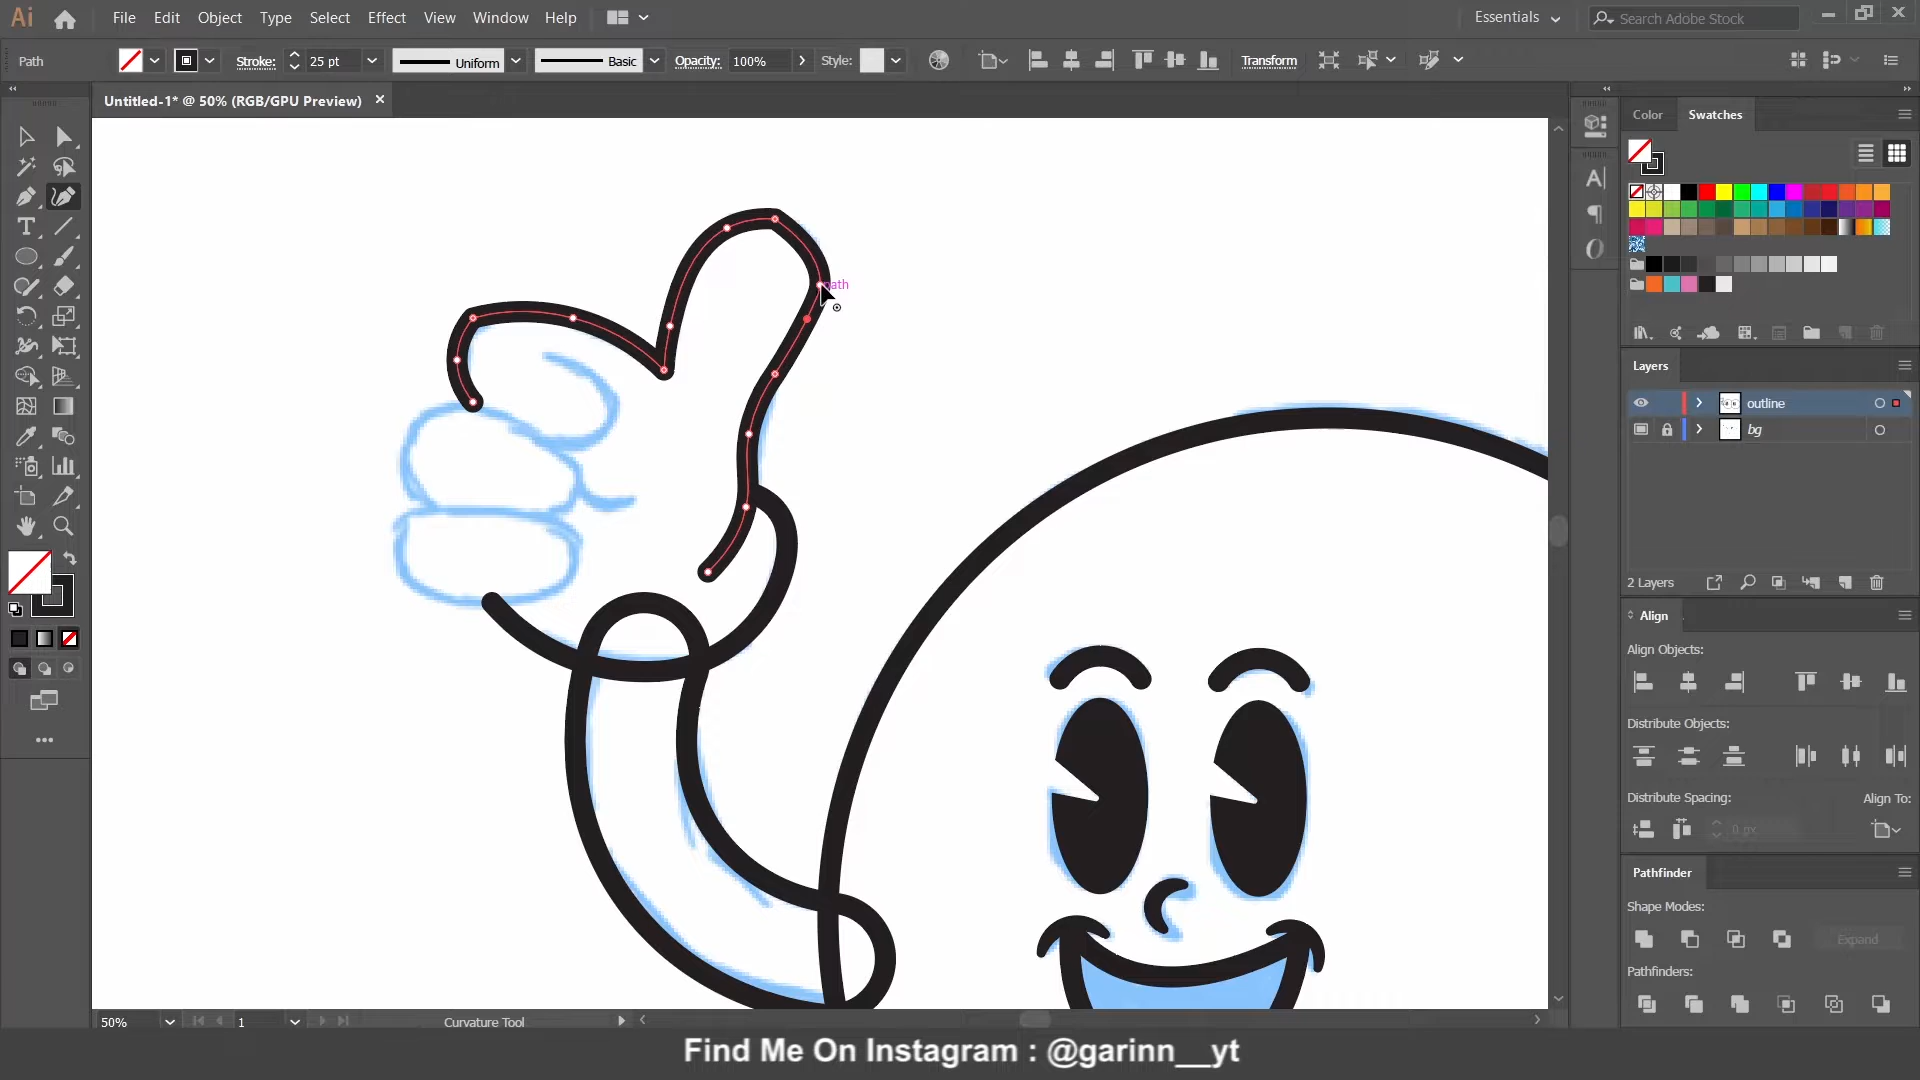 Ai File Edit Object Type Select Effect View Window Help Essentials Search Adobe Stock
Path Stroke: 25 pt Uniform Basic Opacity: 100% Style: Transform
Untitled-1* @ 50% (RGB/GPU Preview)
Color Swatches
path
Layers
outline
bg
2 Layers
Align
Align Objects:
Distribute Objects:
Distribute Spacing: Align To:
0 px
Pathfinder
Shape Modes:
Expand
Pathfinders:
50% 1 Curvature Tool
Find Me On Instagram : @garinn__yt